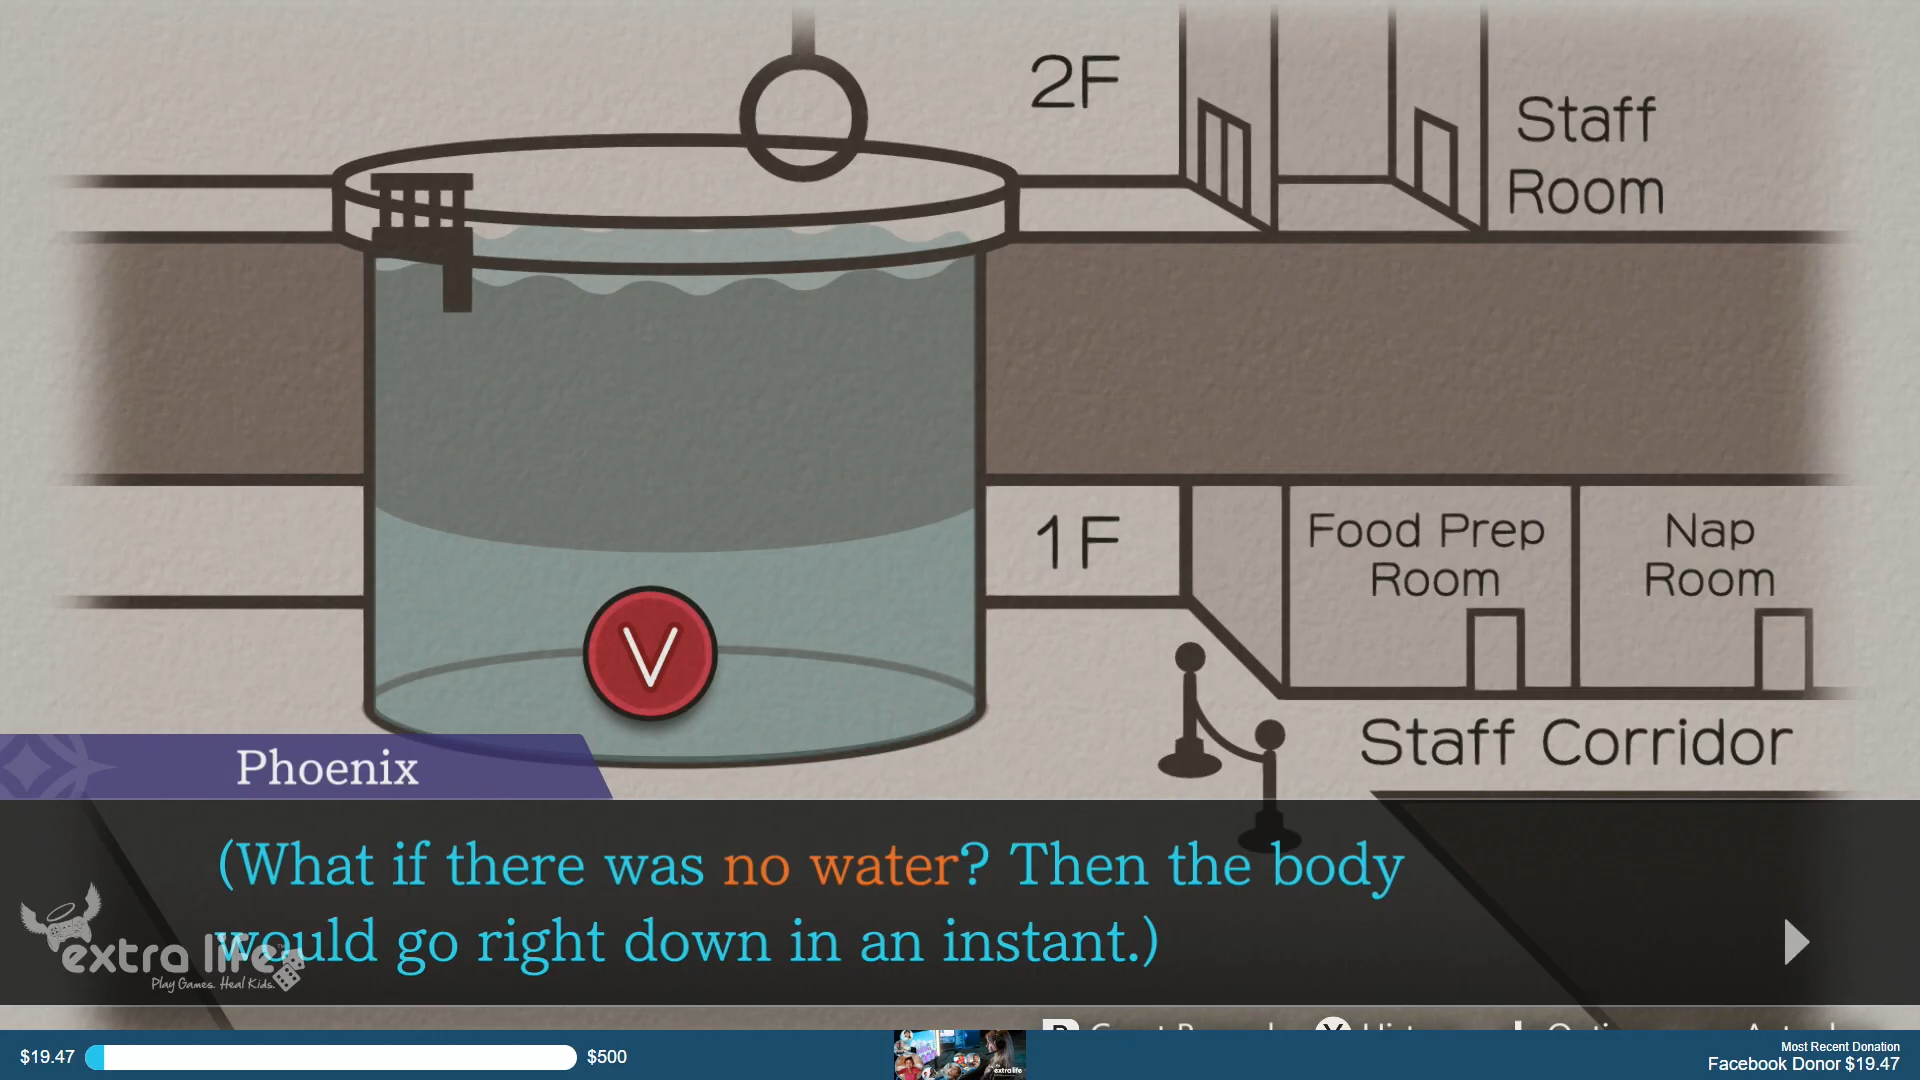 2F
Staff
Room
1F
Food Prep
Room
Nap
Room
V
Staff Corridor
Phoenix
(What if there was no water? Then the body
would go right down in an instant.)
extra life
Play Games. Heal Kids.
$19.47
$500
extralife
Most Recent Donation
Facebook Donor $19.47